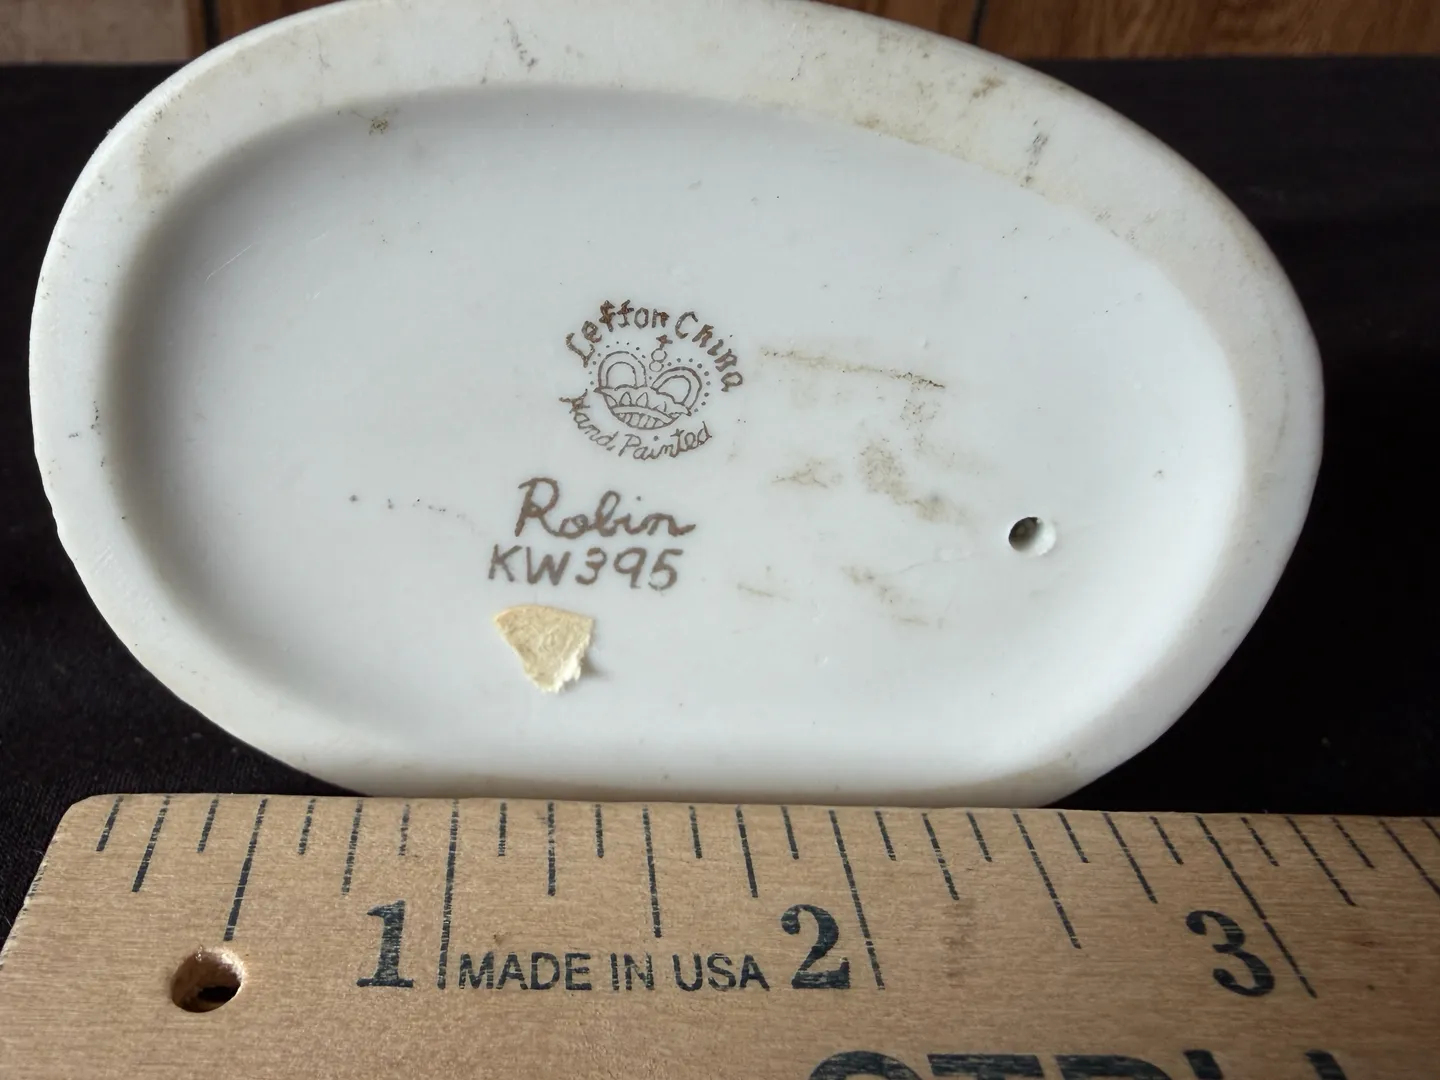 Lefton China
Hand Painted
Robin
KW395
1 MADE IN USA 2 3